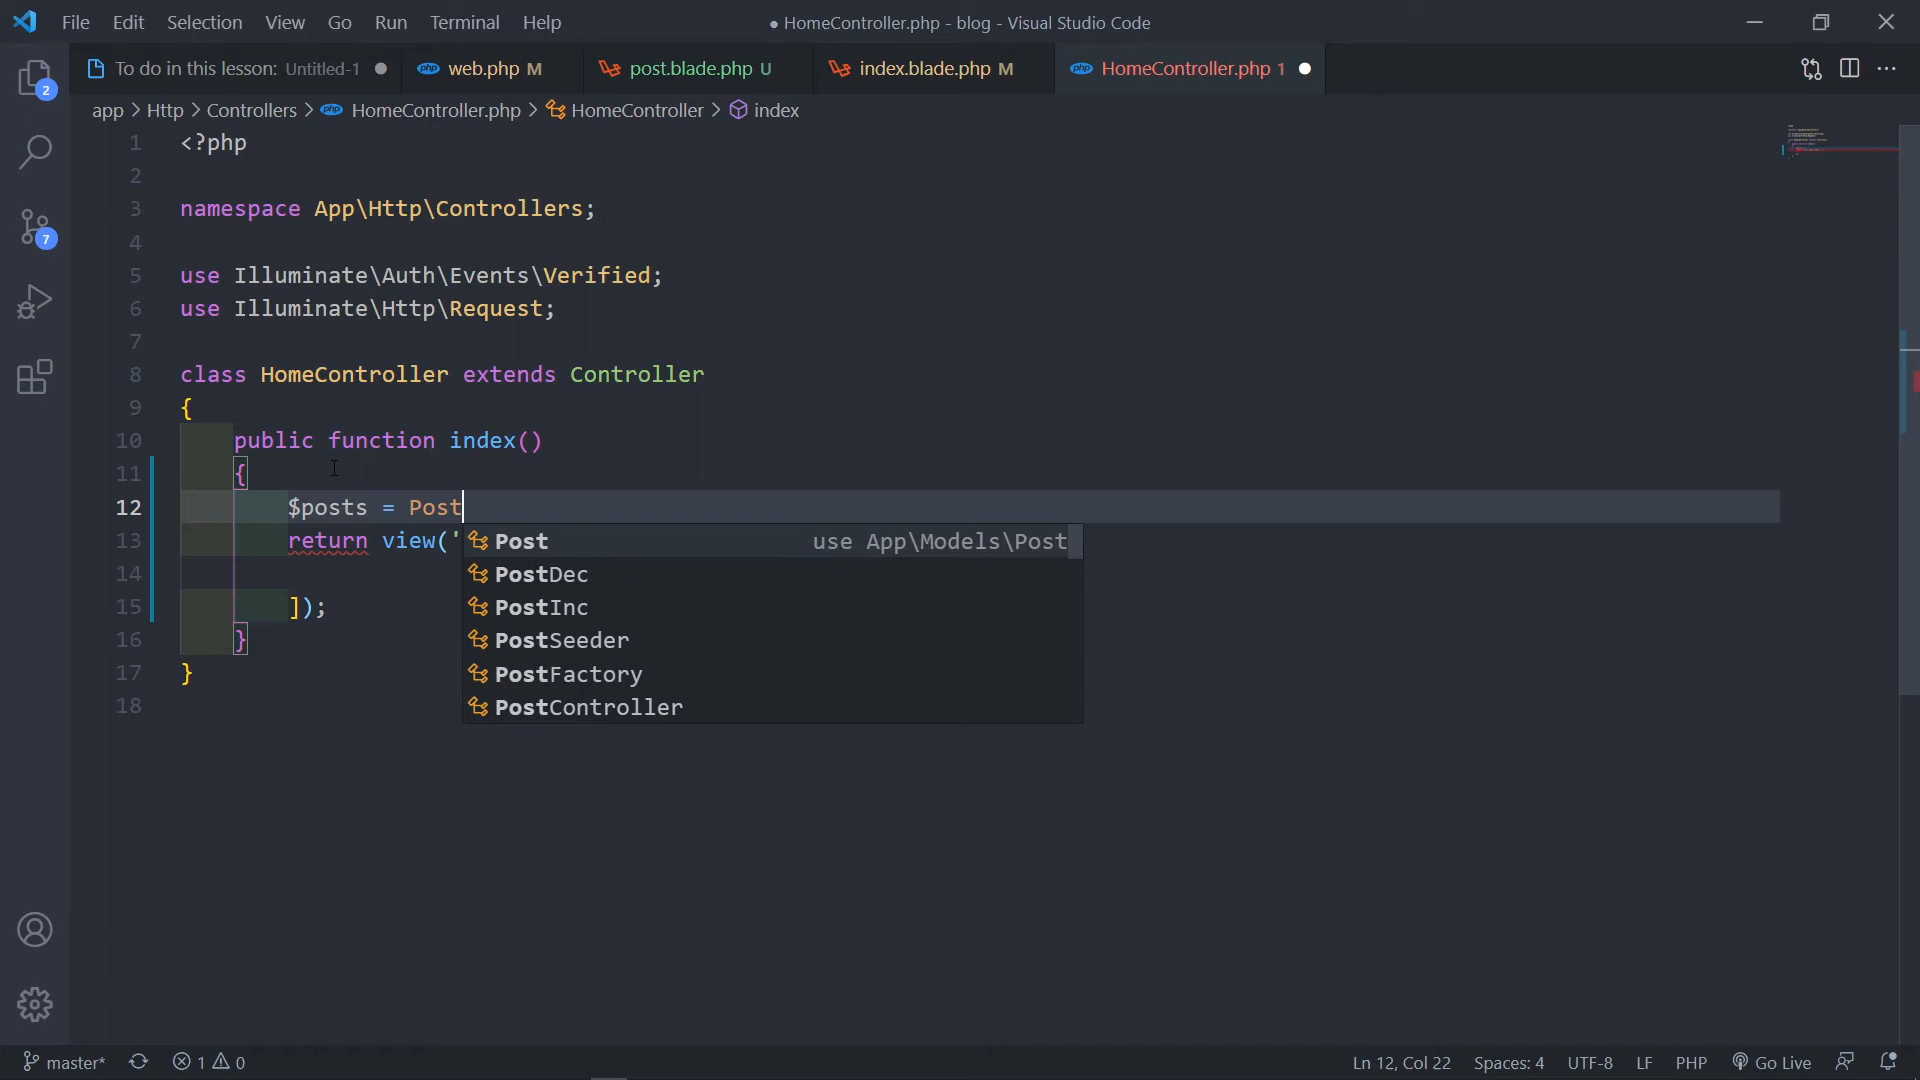 File Edit Selection View Go Run Terminal Help
● HomeController.php - blog - Visual Studio Code
To do in this lesson: Untitled-1 ●
php web.php M
post.blade.php U
index.blade.php M
php HomeController.php 1 ●
app > Http > Controllers > php HomeController.php > HomeController > index
1 <?php
2
3 namespace App\Http\Controllers;
4
5 use Illuminate\Auth\Events\Verified;
6 use Illuminate\Http\Request;
7
8 class HomeController extends Controller
9 {
10 public function index()
11 {
12 $posts = Post
13 return view('
14
15 ]);
16 }
17 }
18
Post use App\Models\Post
PostDec
PostInc
PostSeeder
PostFactory
PostController
2
7
master* 1 0
Ln 12, Col 22 Spaces: 4 UTF-8 LF PHP Go Live